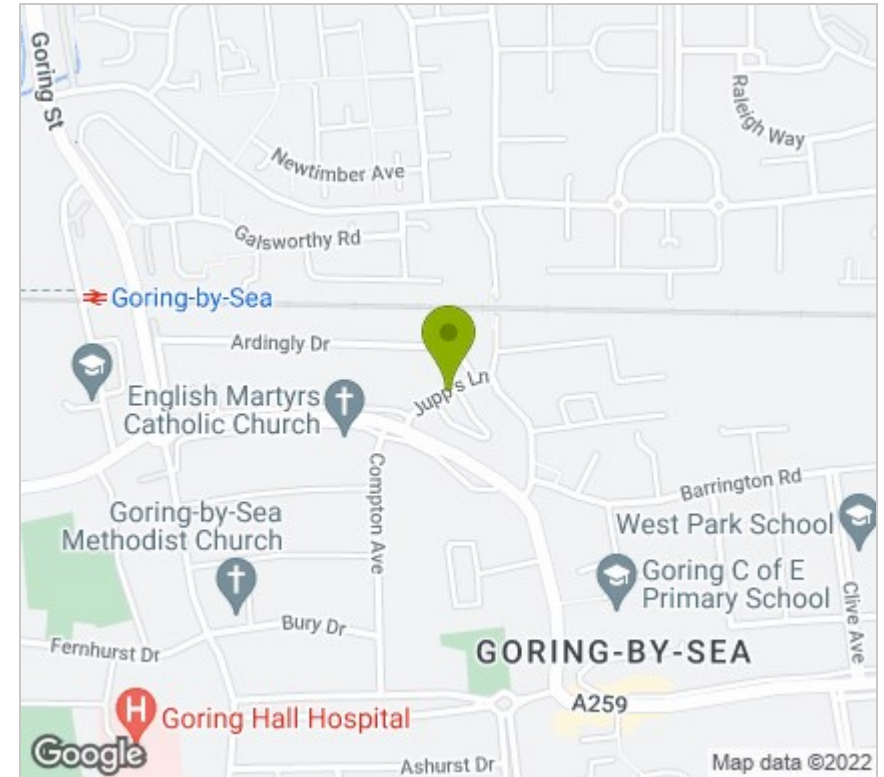 Goring St
Raleigh Way
Newtimber Ave
Galsworthy Rd
Goring-by-Sea
Ardingly Dr
Jupp's Ln
English Martyrs
Catholic Church
Compton Ave
Barrington Rd
Goring-by-Sea
Methodist Church
West Park School
Goring C of E
Primary School
Clive Ave
Bury Dr
Fernhurst Dr
GORING-BY-SEA
H
Goring Hall Hospital
A259
Google
Ashurst Dr
Map data ©2022